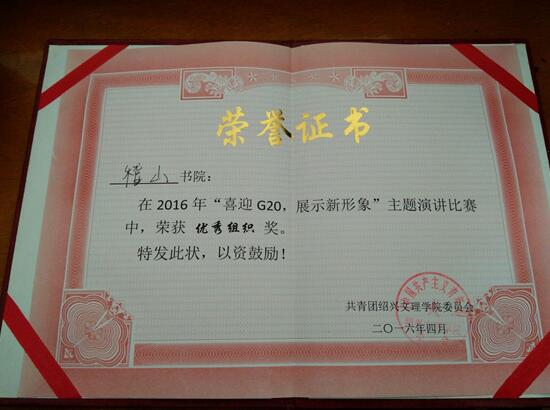 荣誉证书
稽山 书院:
在2016年“喜迎G20,展示新形象”主题演讲比赛
中,荣获 优秀组织 奖。
特发此状,以资鼓励!
共青团绍兴文理学院委员会
二〇一六年四月